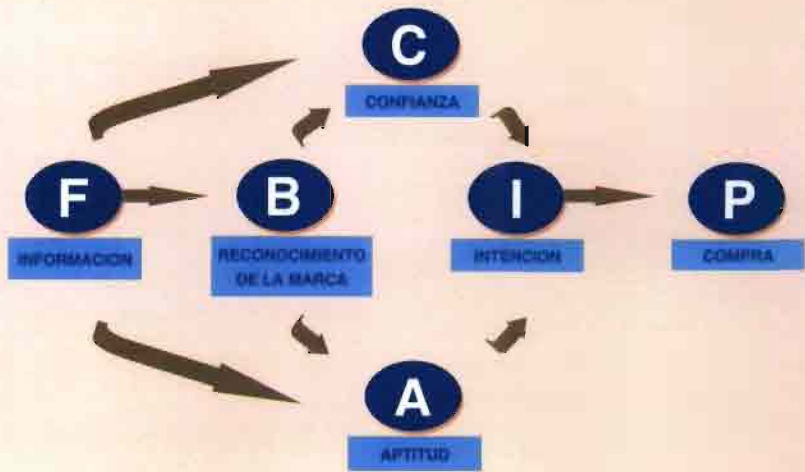 C
CONFIANZA
F
INFORMACION
B
RECONOCIMIENTO
DE LA MARCA
I
INTENCION
P
COMPRA
A
APTITUD